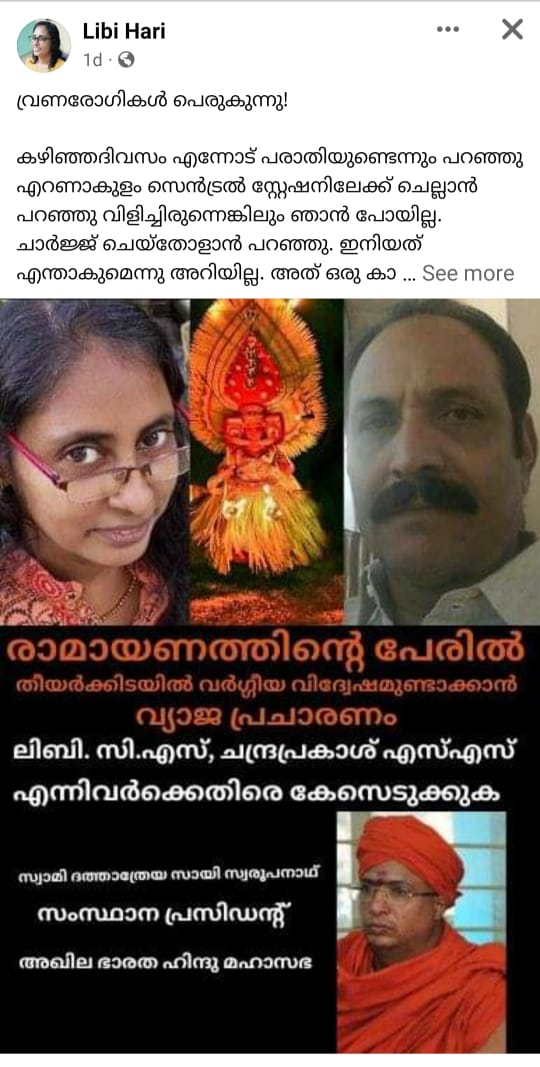 Libi Hari
1d
വ്രണരോഗികൾ പെരുകുന്നു!
കഴിഞ്ഞദിവസം എന്നോട് പരാതിയുണ്ടെന്നും പറഞ്ഞു
എറണാകുളം സെൻട്രൽ സ്റ്റേഷനിലേക്ക് ചെല്ലാൻ
പറഞ്ഞു വിളിച്ചിരുന്നെങ്കിലും ഞാൻ പോയില്ല.
ചാർജ്ജ് ചെയ്തോളാൻ പറഞ്ഞു. ഇനിയത്
എന്താകുമെന്നു അറിയില്ല. അത് ഒരു കാ ... See more
രാമായണത്തിന്റെ പേരിൽ
തീയർക്കിടയിൽ വർഗ്ഗീയ വിദ്വേഷമുണ്ടാക്കാൻ
വ്യാജ പ്രചാരണം
ലിബി. സി.എസ്, ചന്ദ്രപ്രകാശ് എസ്എസ്
എന്നിവർക്കെതിരെ കേസെടുക്കുക
സ്വാമി ദത്താത്രേയ സായി സ്വരൂപനാഥ്
സംസ്ഥാന പ്രസിഡന്റ്
അഖില ഭാരത ഹിന്ദു മഹാസഭ